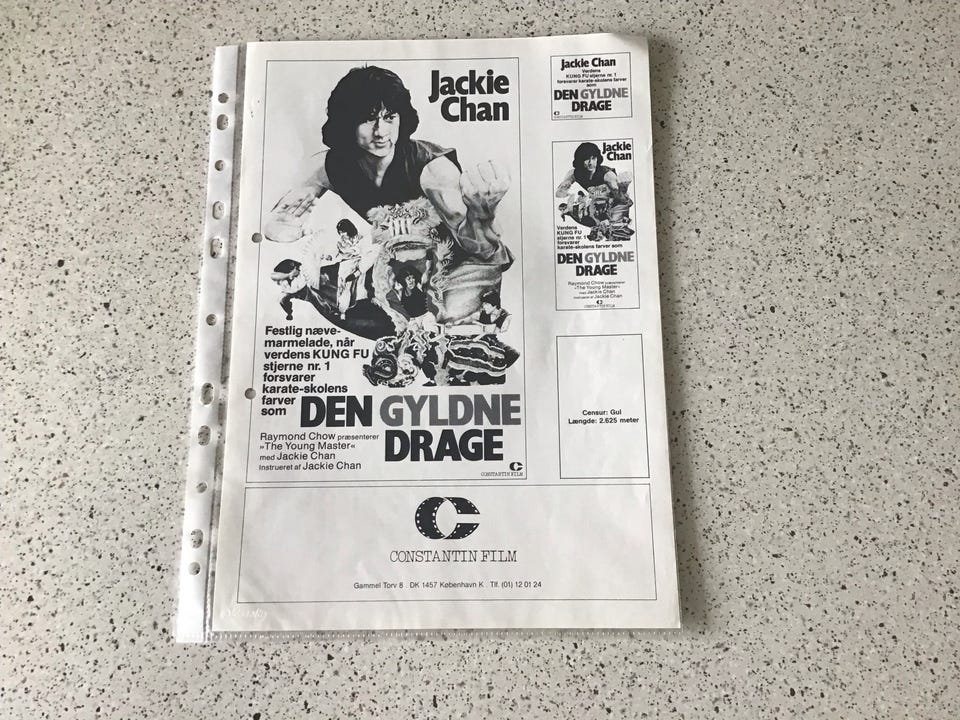 Jackie
Chan
Festlig næve-
marmelade, når
verdens KUNG FU
stjerne nr. 1
forsvarer
karate-skolens
farver
som
DEN GYLDNE
DRAGE
Raymond Chow præsenterer
»The Young Master«
med Jackie Chan
Instrueret af Jackie Chan
CONSTANTIN FILM
Jackie Chan
Verdens
KUNG FU stjerne nr. 1
forsvarer karate-skolens farver
som
DEN GYLDNE
DRAGE
CONSTANTIN FILM
Jackie
Chan
Verdens
KUNG FU
stjerne nr. 1
forsvarer
karate-skolens farver som
DEN GYLDNE
DRAGE
Raymond Chow præsenterer
»The Young Master«
med Jackie Chan
Instrueret af Jackie Chan
CONSTANTIN FILM
Censur: Gul
Længde: 2.625 meter
CONSTANTIN FILM
Gammel Torv 8 . DK 1457 København K . Tlf. (01) 12 01 24